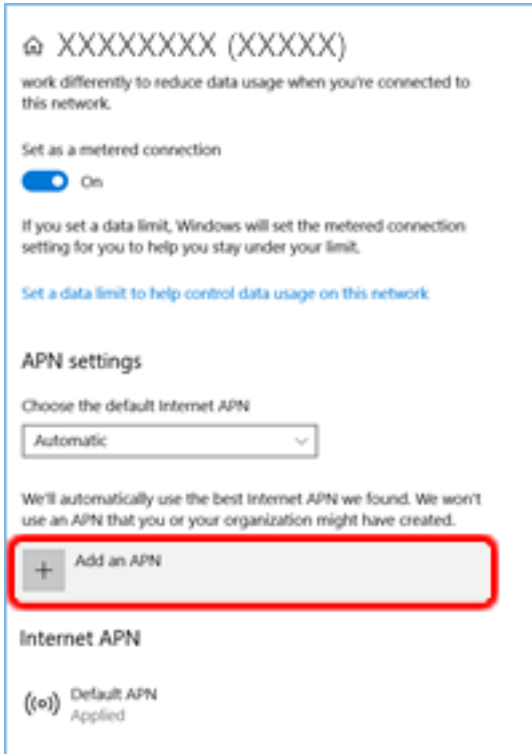 XXXXXXXX (XXXXX)
work differently to reduce data usage when you're connected to
this network.
Set as a metered connection
On
If you set a data limit, Windows will set the metered connection
setting for you to help you stay under your limit.
Set a data limit to help control data usage on this network
APN settings
Choose the default Internet APN
Automatic
We'll automatically use the best Internet APN we found. We won't
use an APN that you or your organization might have created.
+ Add an APN
Internet APN
Default APN
Applied